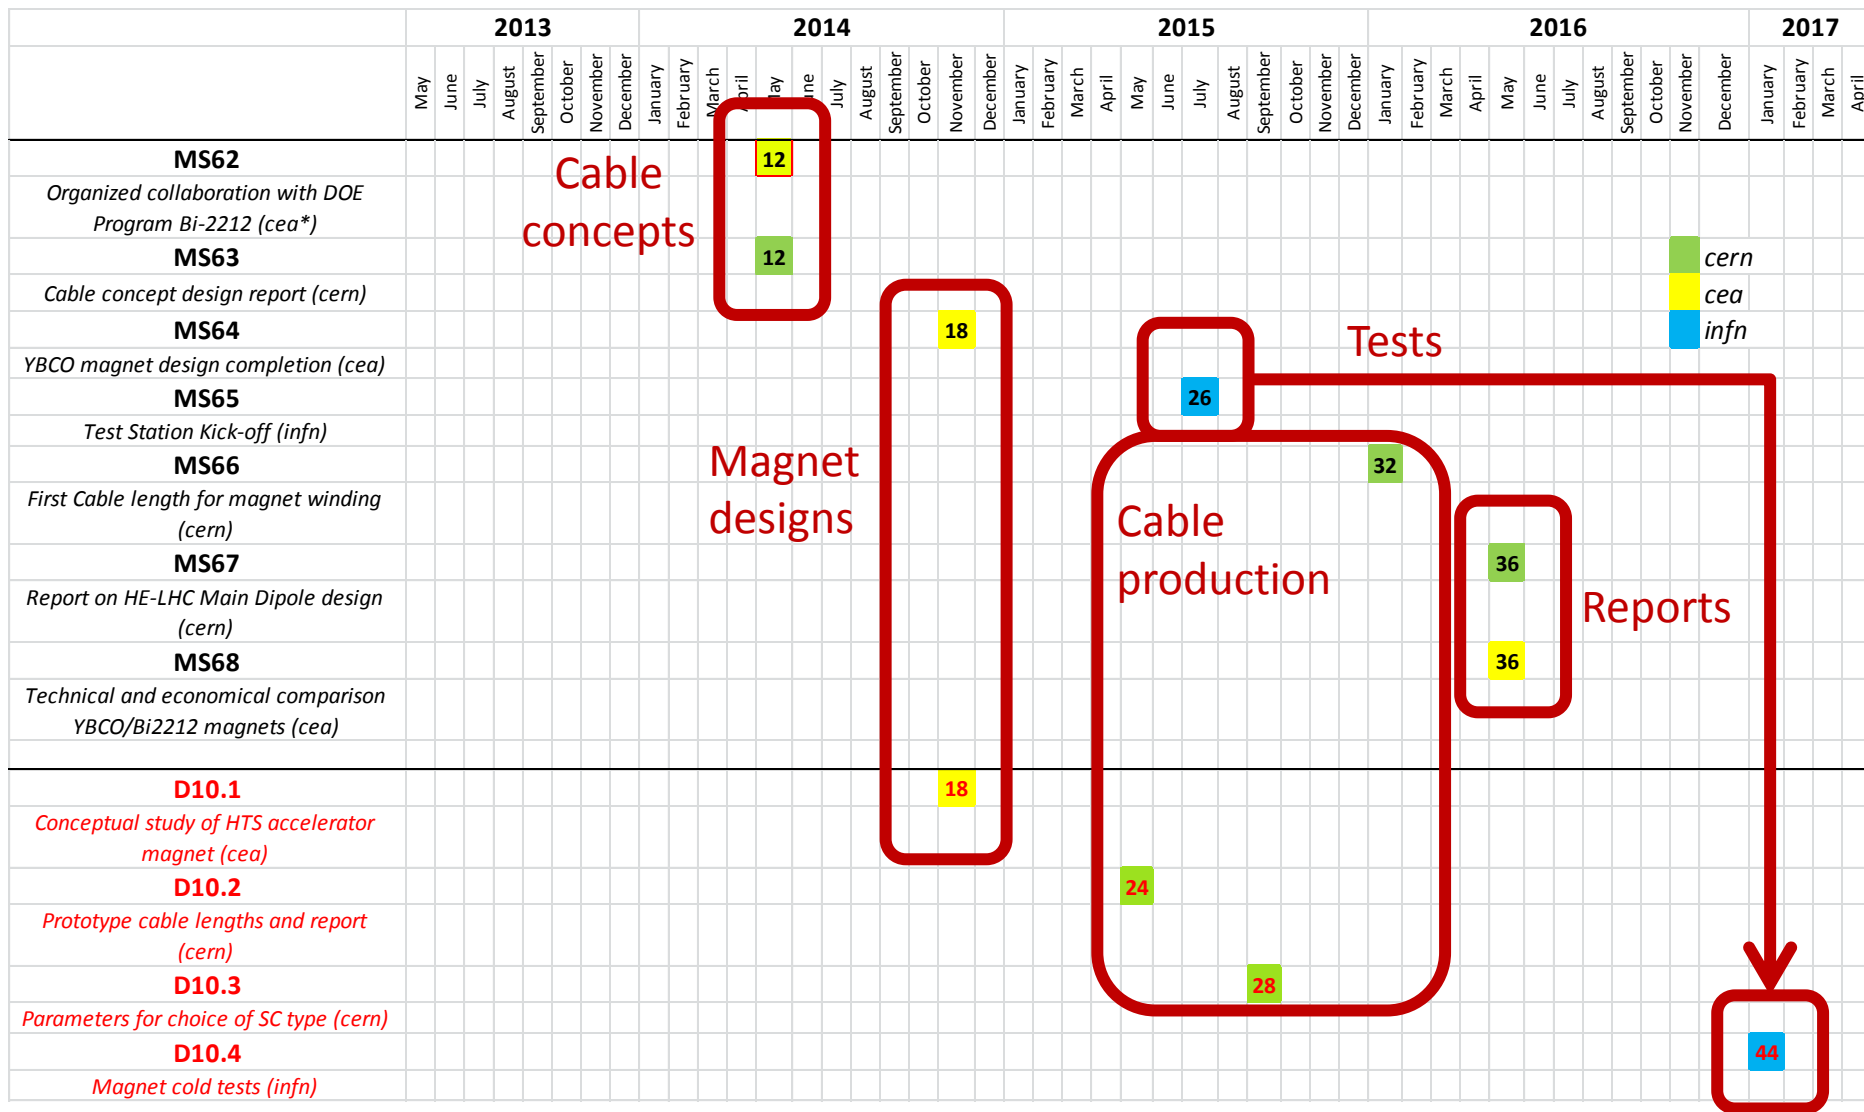 2013 2014 2015 2016 2017
May June July August September October November December January February March April May June July August September October November December January February March April May June July August September October November December January February March April May June July August September October November December January February March April
MS62 12
Organized collaboration with DOE
Program Bi-2212 (cea*)
Cable
concepts
MS63 12
Cable concept design report (cern)
cern
cea
infn
MS64 18
YBCO magnet design completion (cea)
Tests
MS65 26
Test Station Kick-off (infn)
MS66 32
First Cable length for magnet winding
(cern)
Magnet
designs
Cable
production
MS67 36
Report on HE-LHC Main Dipole design
(cern)
Reports
MS68 36
Technical and economical comparison
YBCO/Bi2212 magnets (cea)
D10.1 18
Conceptual study of HTS accelerator
magnet (cea)
D10.2 24
Prototype cable lengths and report
(cern)
D10.3 28
Parameters for choice of SC type (cern)
D10.4 44
Magnet cold tests (infn)